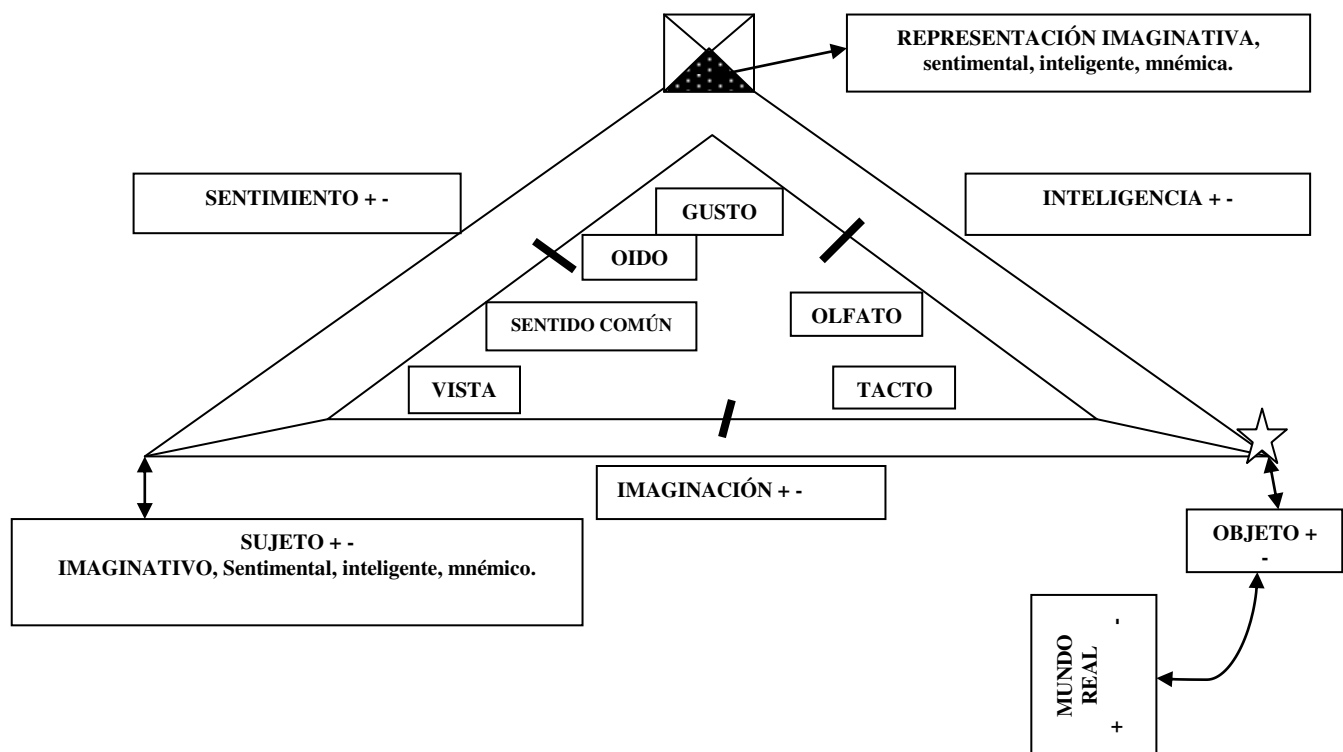 REPRESENTACIÓN IMAGINATIVA,
sentimental, inteligente, mnémica.
SENTIMIENTO + -
INTELIGENCIA + -
GUSTO
OIDO
SENTIDO COMÚN
OLFATO
VISTA
TACTO
IMAGINACIÓN + -
SUJETO + -
IMAGINATIVO, Sentimental, inteligente, mnémico.
OBJETO +
-
MUNDO
REAL
+ -